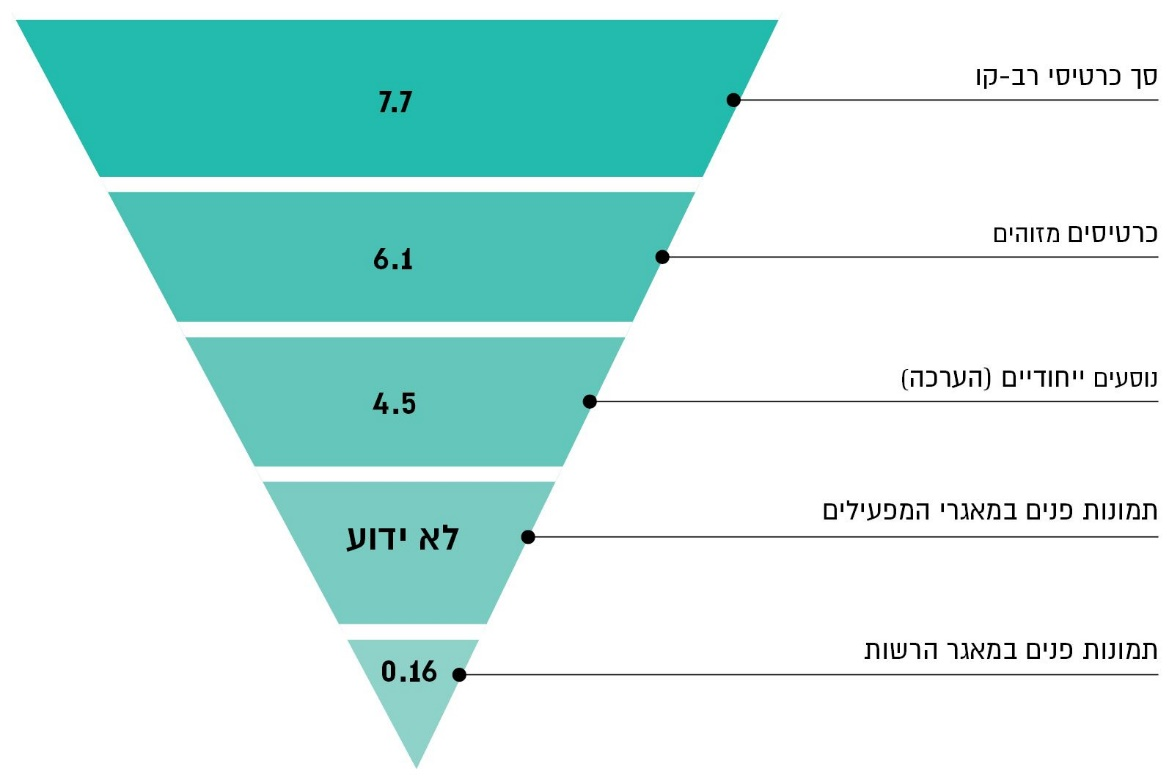 סך כרטיסי רב-קו
7.7
כרטיסים מזוהים
6.1
נוסעים ייחודיים (הערכה)
4.5
תמונות פנים במאגרי המפעילים
לא ידוע
תמונות פנים במאגר הרשות
0.16